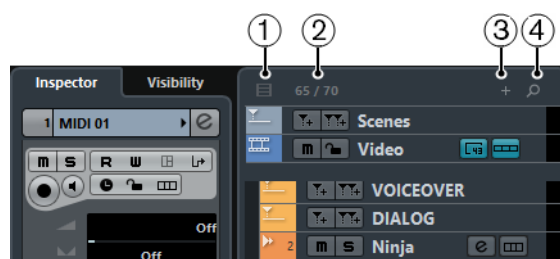 1 2 3 4
Inspector Visibility
65 / 70 +
1 MIDI 01 e
Scenes
M S R W
M Video 43
VOICEOVER
DIALOG
Off
2 M S Ninja e
Off